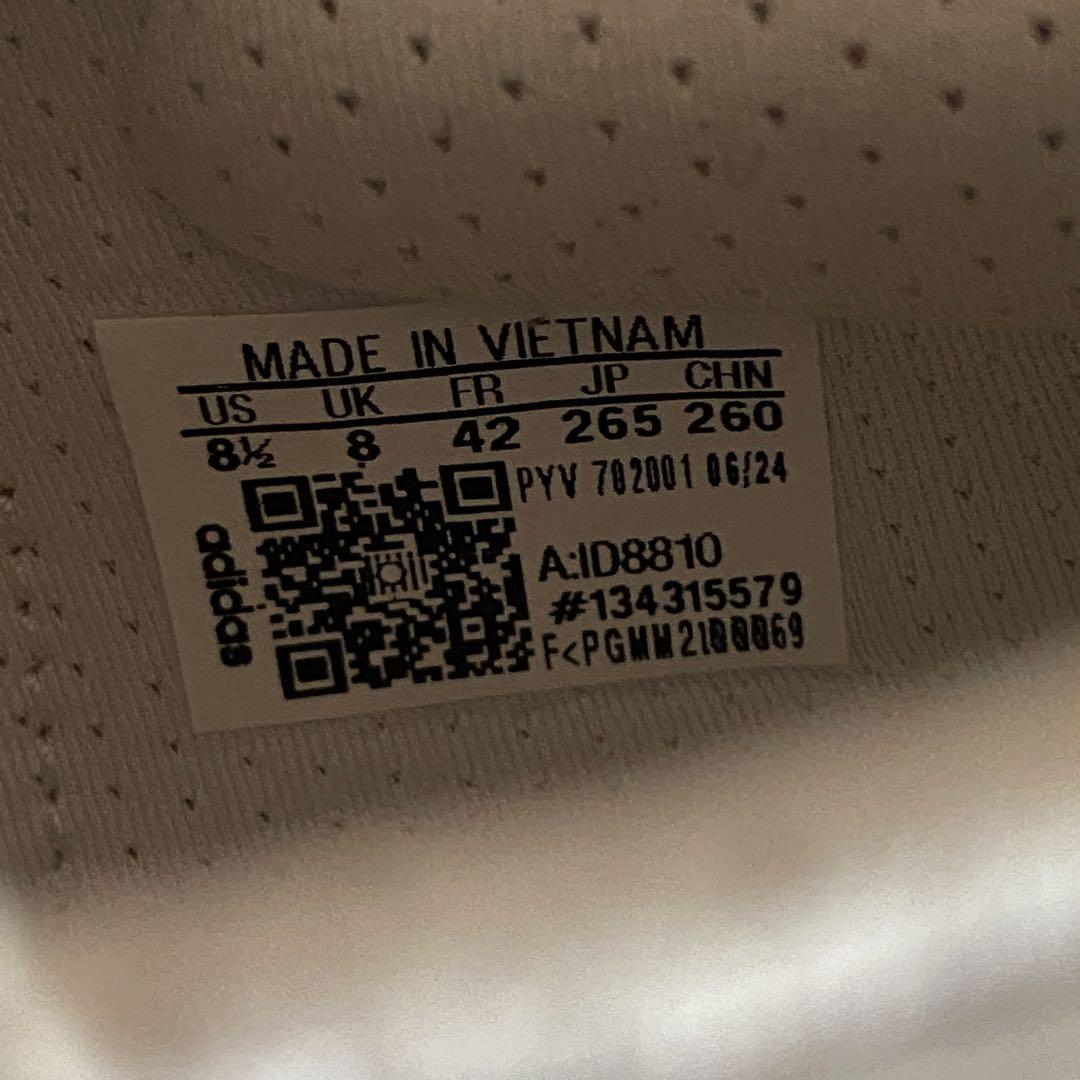 MADE IN VIETNAM
US UK FR JP CHN
8½ 8 42 265 260
PYV 702001 06/24
adidas
A:ID8810
#134315579